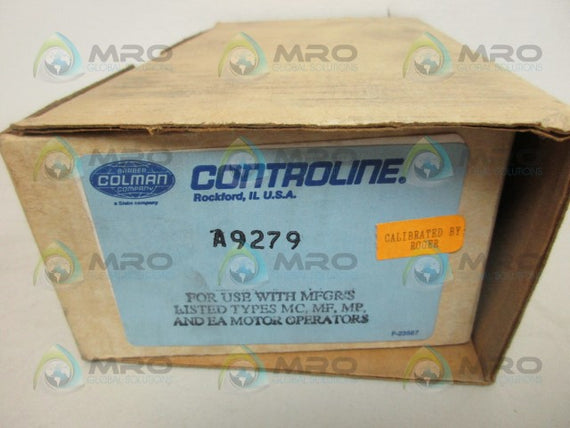 BARBER
COLMAN
COMPANY
a Siebe company
CONTROLINE®
Rockford, IL U.S.A.
A9279
CALIBRATED BY
ROGER
FOR USE WITH MFGR'S
LISTED TYPES MC, MF, MP,
AND EA MOTOR OPERATORS
F-23587
MRO
GLOBAL SOLUTIONS